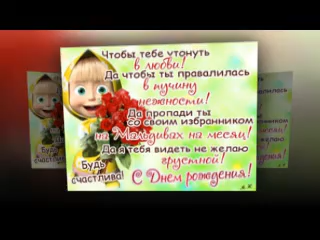 Чтобы тебе утонуть
в любви!
Да чтобы ты правалилась
в пучину
нежности!
Да пропади ты
со своим избранником
на Мальдивах на месяц!
Да я тебя видеть не желаю
грустной!
Будь
счастлива!
С Днем рождения!